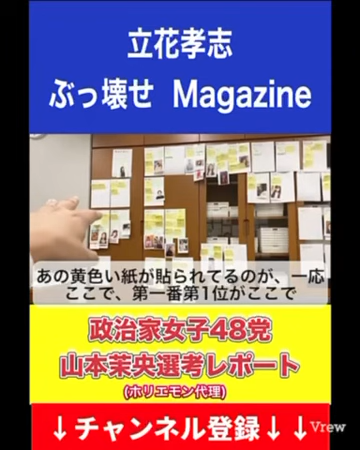 立花孝志
ぶっ壊せ Magazine
あの黄色い紙が貼られてるのが、一応
ここで、第一番第1位がここで
政治家女子48党
山本茉央選考レポート
(ホリエモン代理)
↓チャンネル登録↓↓
Vrew